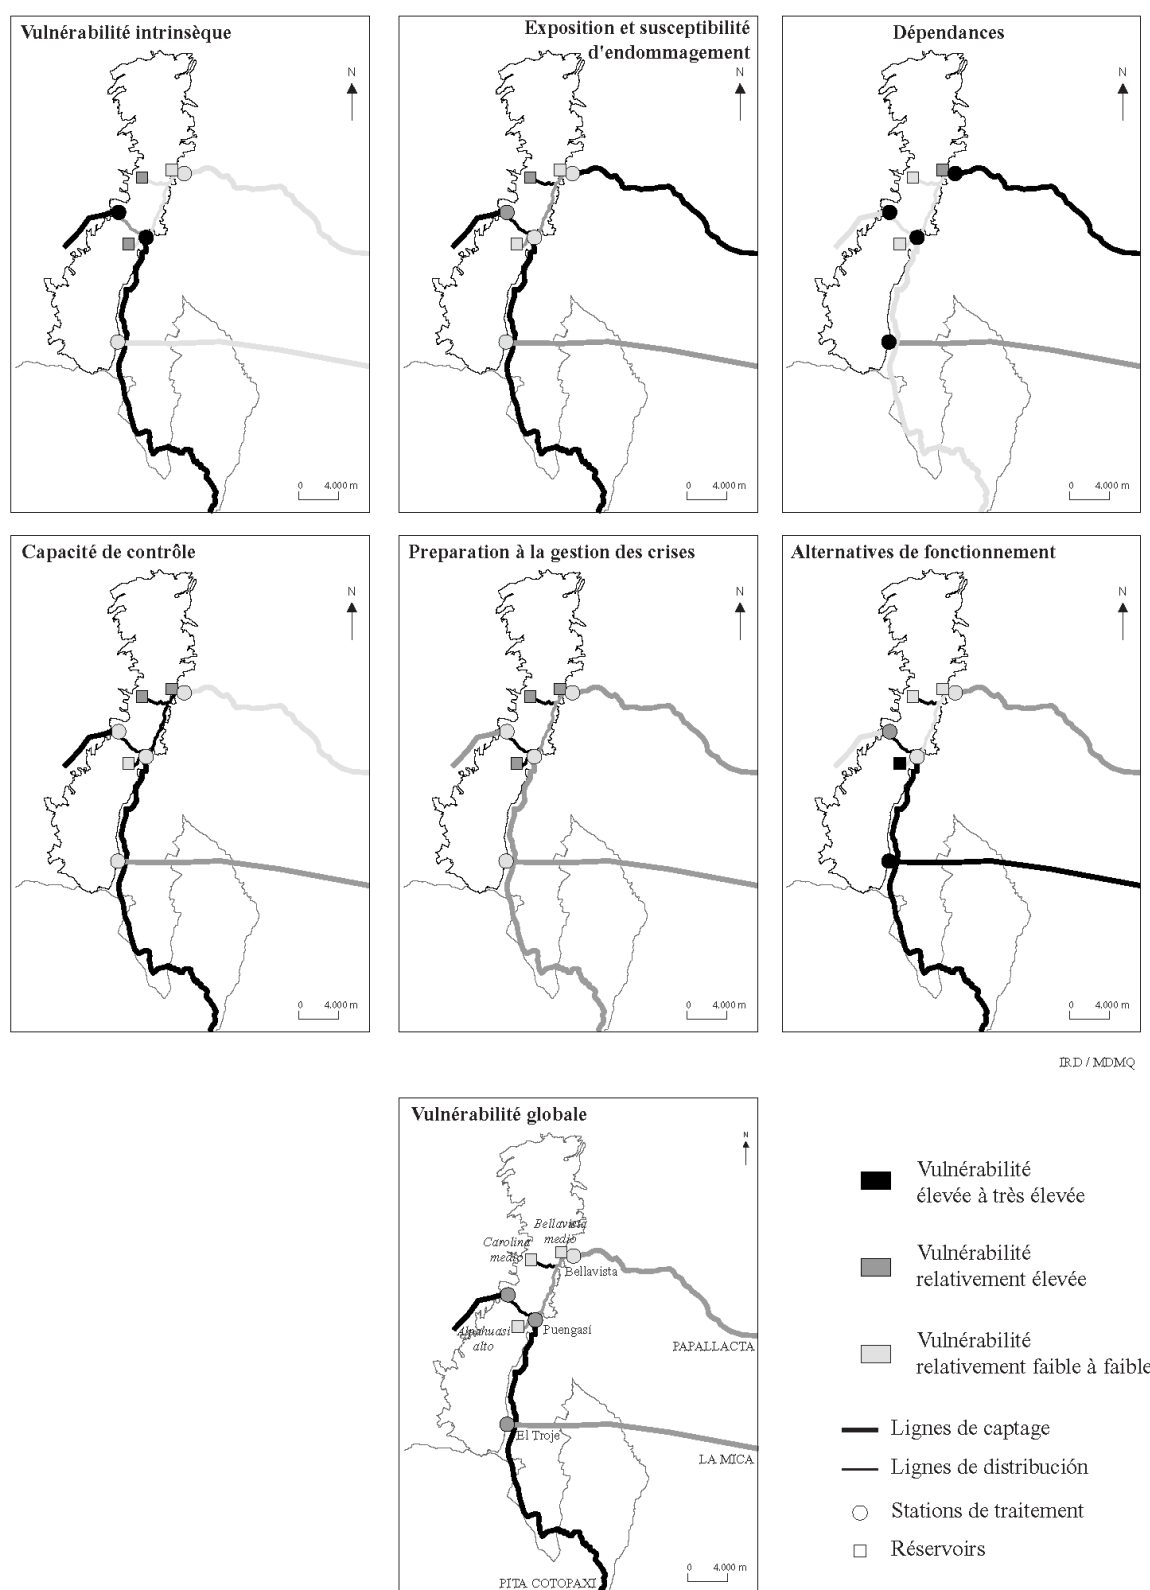 Vulnérabilité intrinsèque
N
0 4.000 m
Exposition et susceptibilité
d'endommagement
N
0 4.000 m
Dépendances
N
0 4.000 m
Capacité de contrôle
N
0 4.000 m
Preparation à la gestion des crises
N
0 4.000 m
Alternatives de fonctionnement
N
0 4.000 m
IRD / MDMQ
Vulnérabilité globale
N
Bellavista
medio
Carolina
medio
Bellavista
Alpahuasi
alto
Puengasí
PAPALLACTA
El Troje
LA MICA
PITA COTOPAXI
0 4.000 m
Vulnérabilité
élevée à très élevée
Vulnérabilité
relativement élevée
Vulnérabilité
relativement faible à faible
Lignes de captage
Lignes de distribución
Stations de traitement
Réservoirs